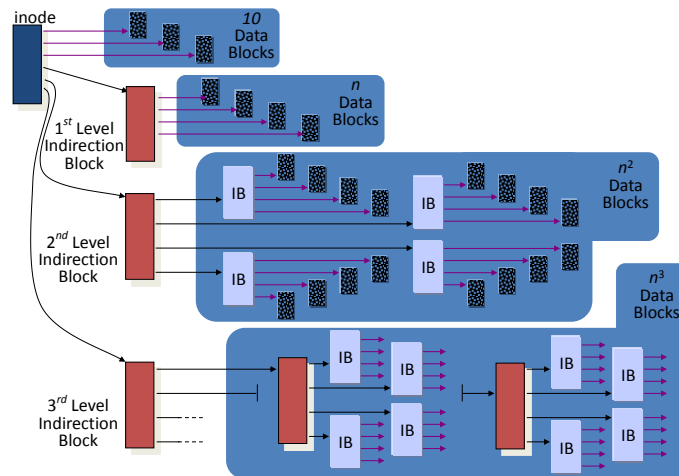 inode
10
Data
Blocks
n
Data
Blocks
1st Level
Indirection
Block
n2
Data
Blocks
IB
IB
2nd Level
Indirection
Block
IB
IB
n3
Data
Blocks
IB
IB
IB
IB
3rd Level
Indirection
Block
IB
IB
IB
IB